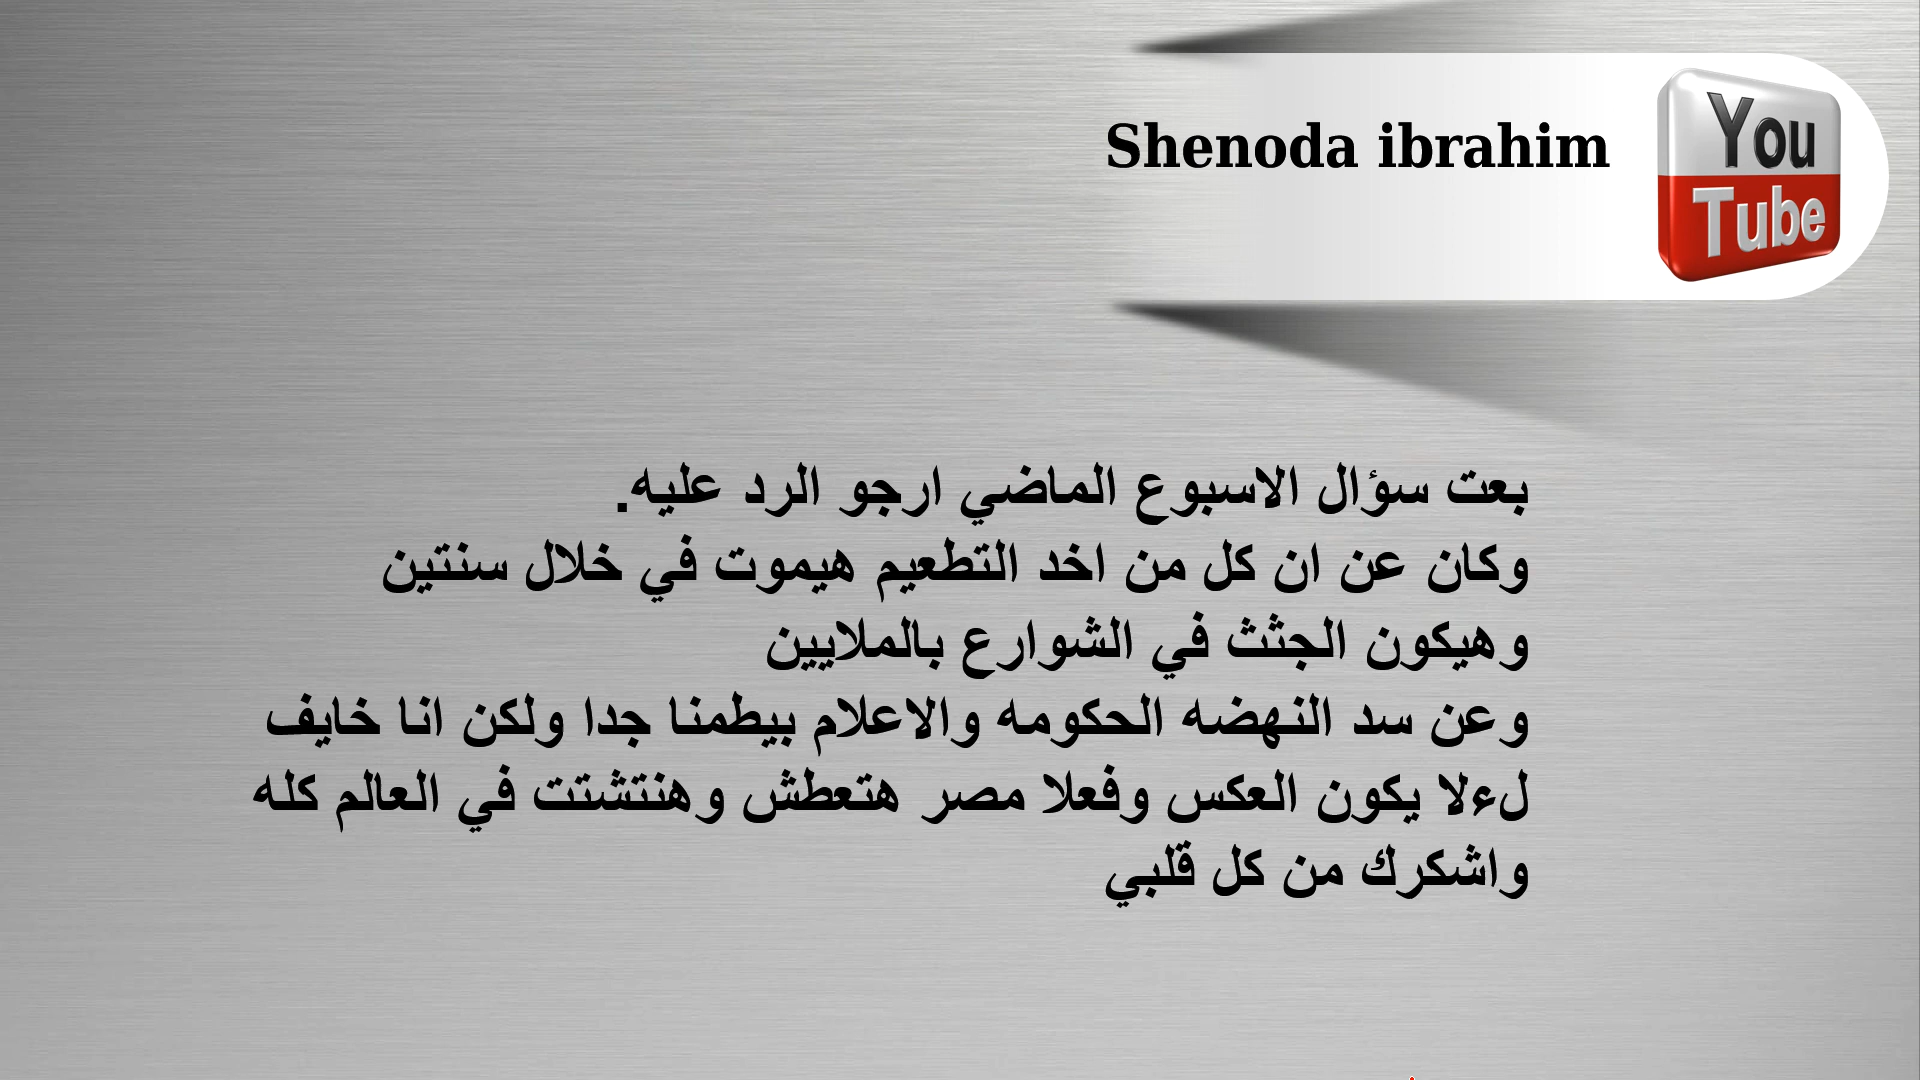 Shenoda ibrahim
You
Tube
بعت سؤال الاسبوع الماضي ارجو الرد عليه.
وكان عن ان كل من اخد التطعيم هيموت في خلال سنتين
وهيكون الجثث في الشوارع بالملايين
وعن سد النهضه الحكومه والاعلام بيطمنا جدا ولكن انا خايف
لءلا يكون العكس وفعلا مصر هتعطش وهنتشتت في العالم كله
واشكرك من كل قلبي